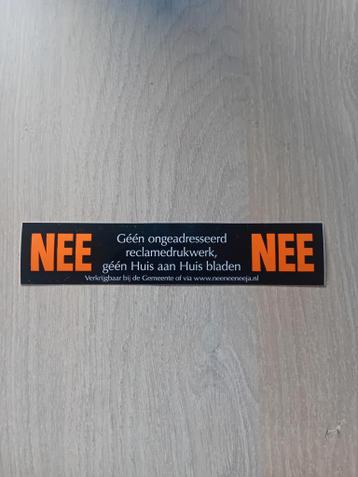 NEE
Géén ongeadresseerd
reclamedrukwerk,
géén Huis aan Huis bladen
NEE
Verkrijgbaar bij de Gemeente of via www.neeneeneeja.nl